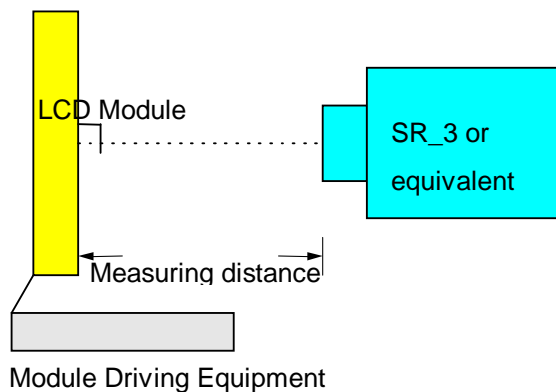 LCD Module
SR_3 or
equivalent
Measuring distance
Module Driving Equipment